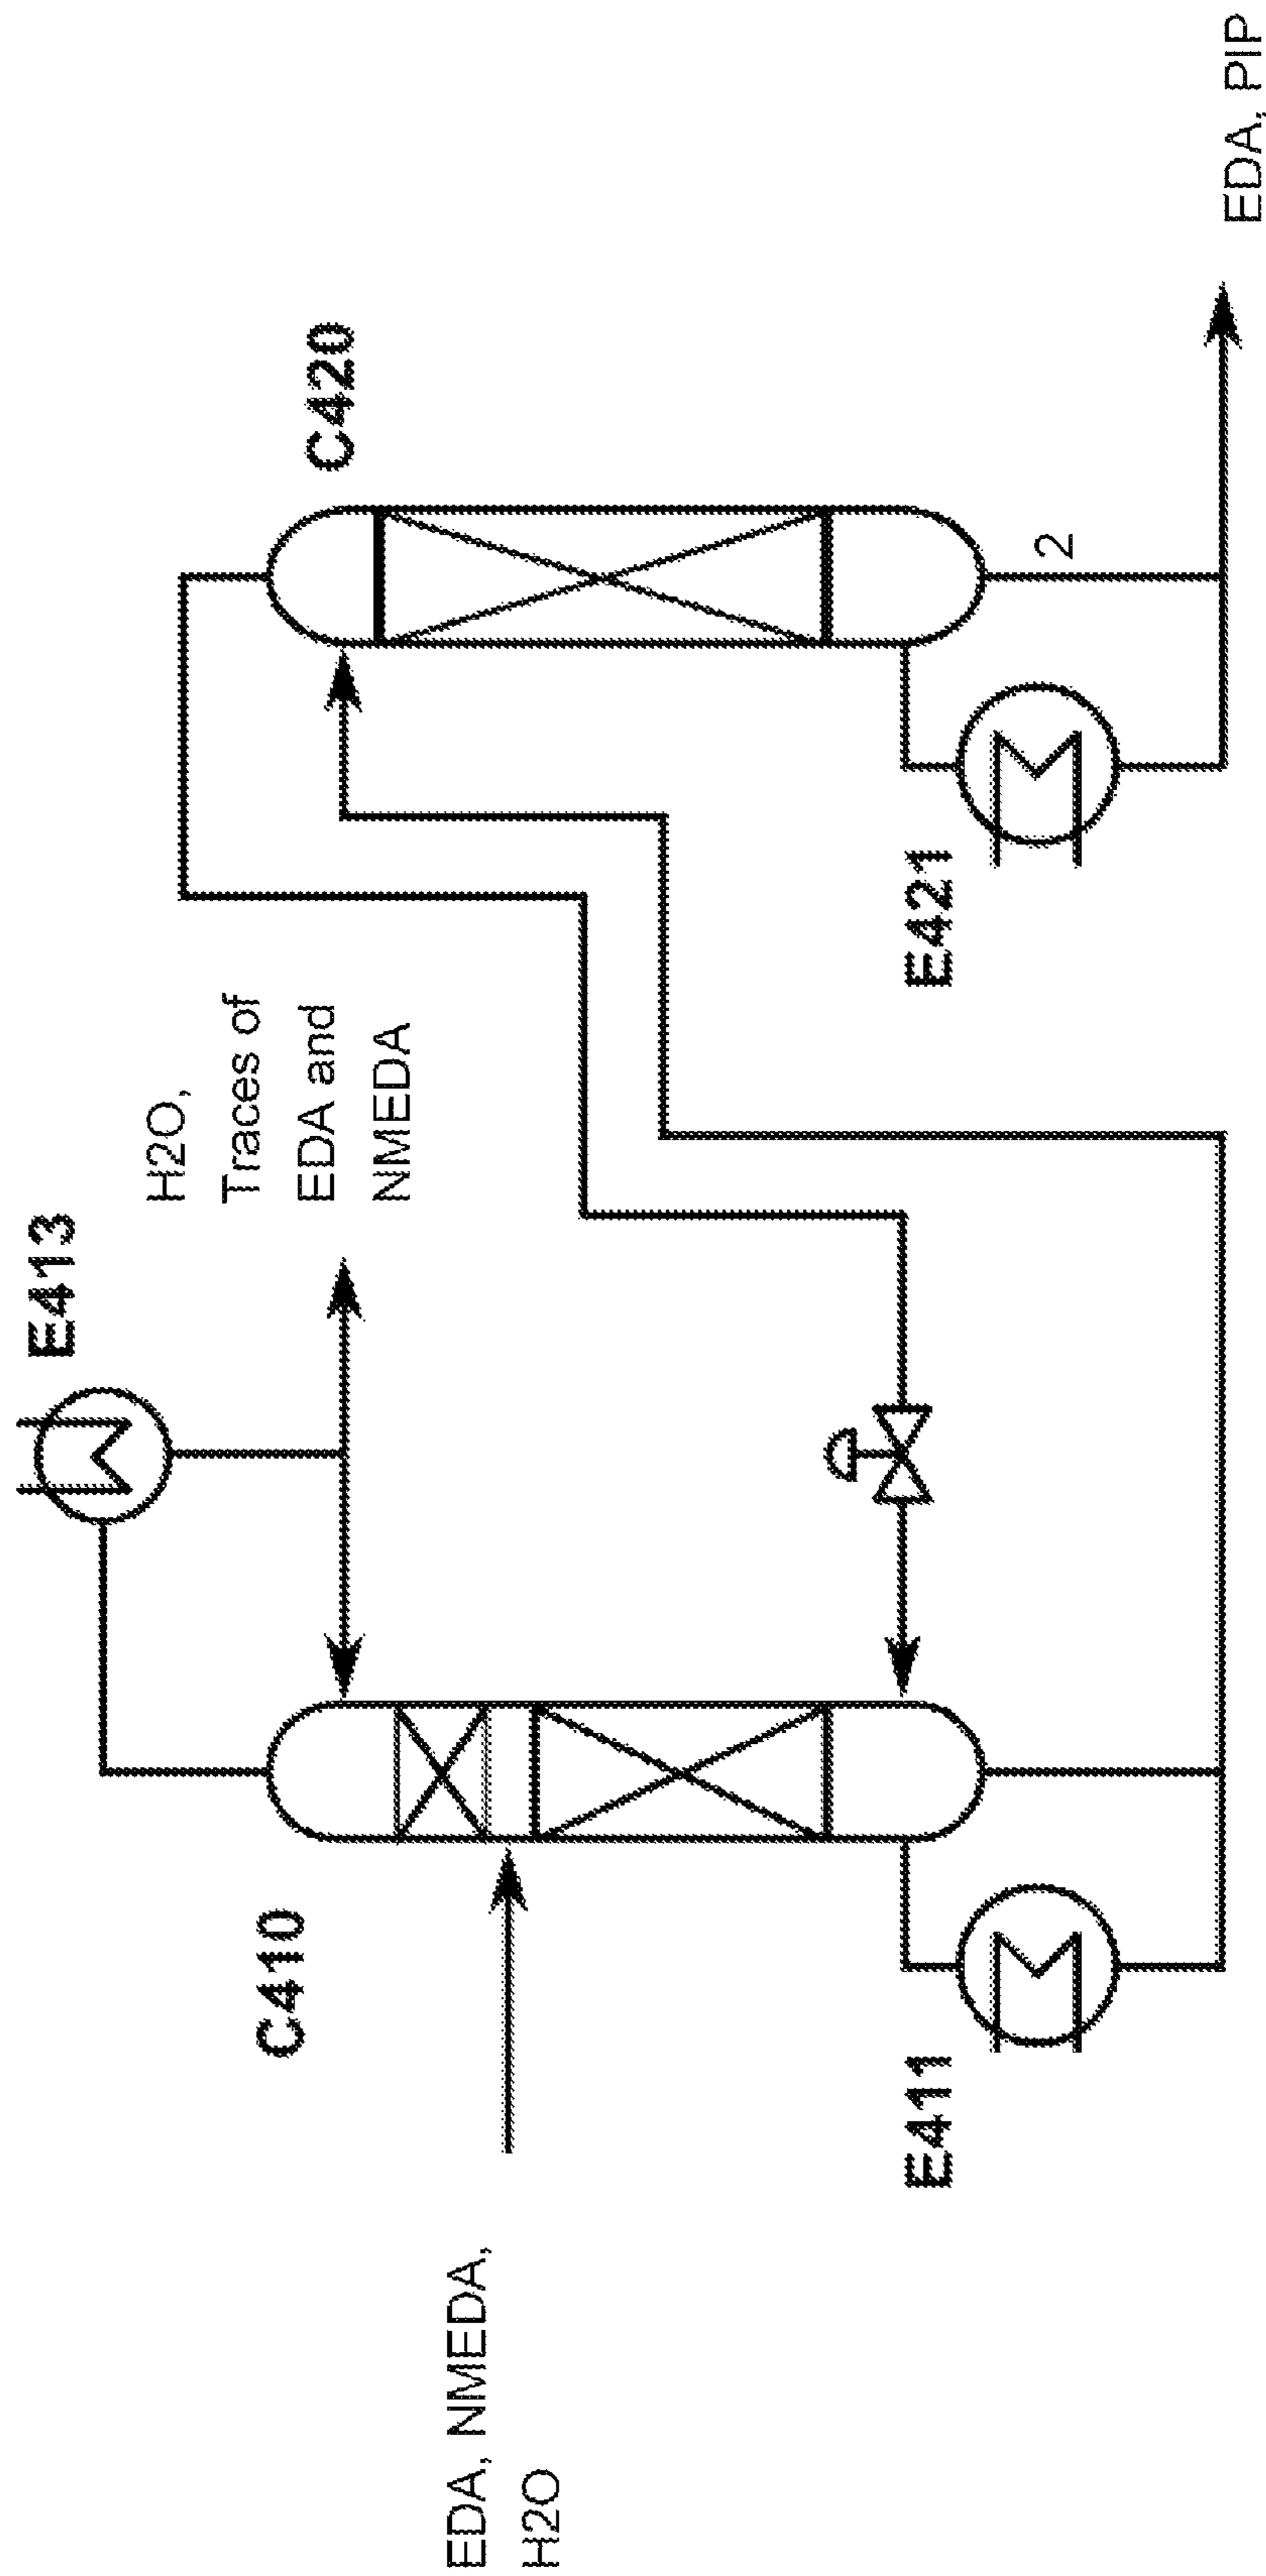 EDA, NMEDA,
H2O
C410
E411
E413
H2O,
Traces of
EDA and
NMEDA
C420
E421
2
EDA, PIP